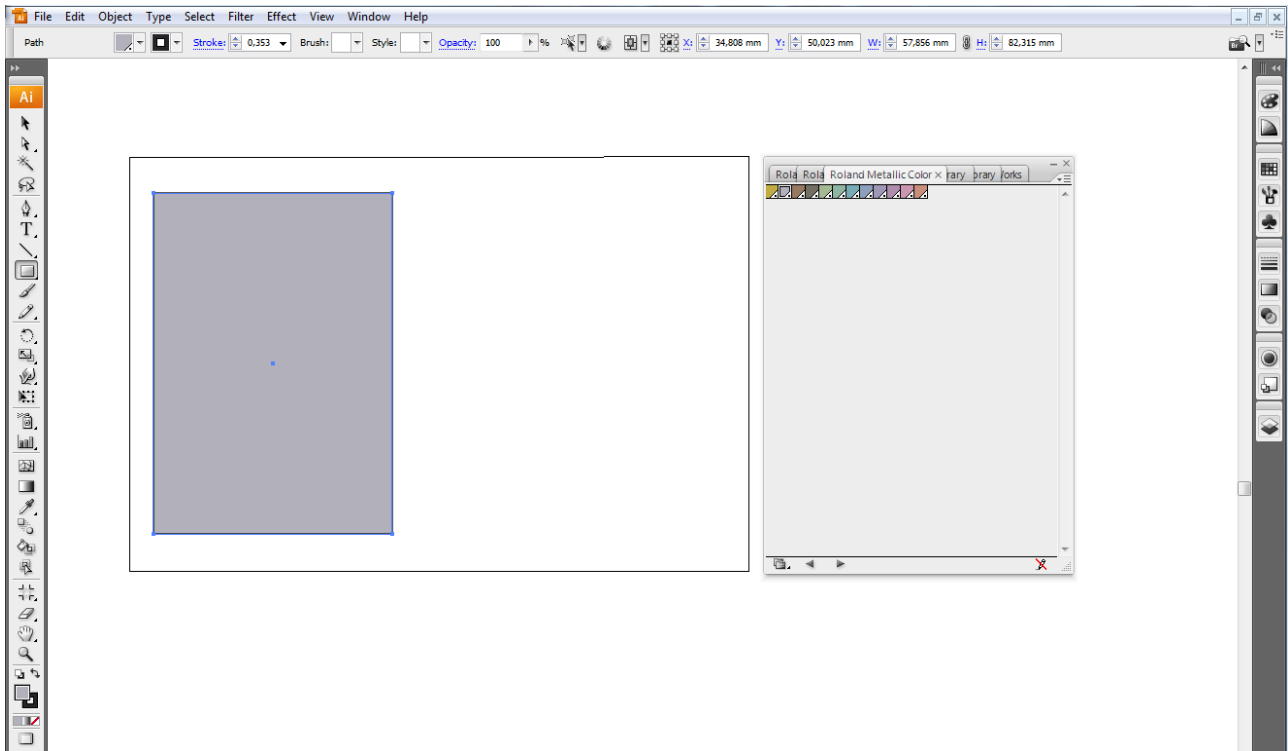 Ai File Edit Object Type Select Filter Effect View Window Help
Path Stroke: 0,353 Brush: Style: Opacity: 100 % X: 34,808 mm Y: 50,023 mm W: 57,856 mm H: 82,315 mm
Ai
Rola Rola Roland Metallic Color × rary brary Works
T